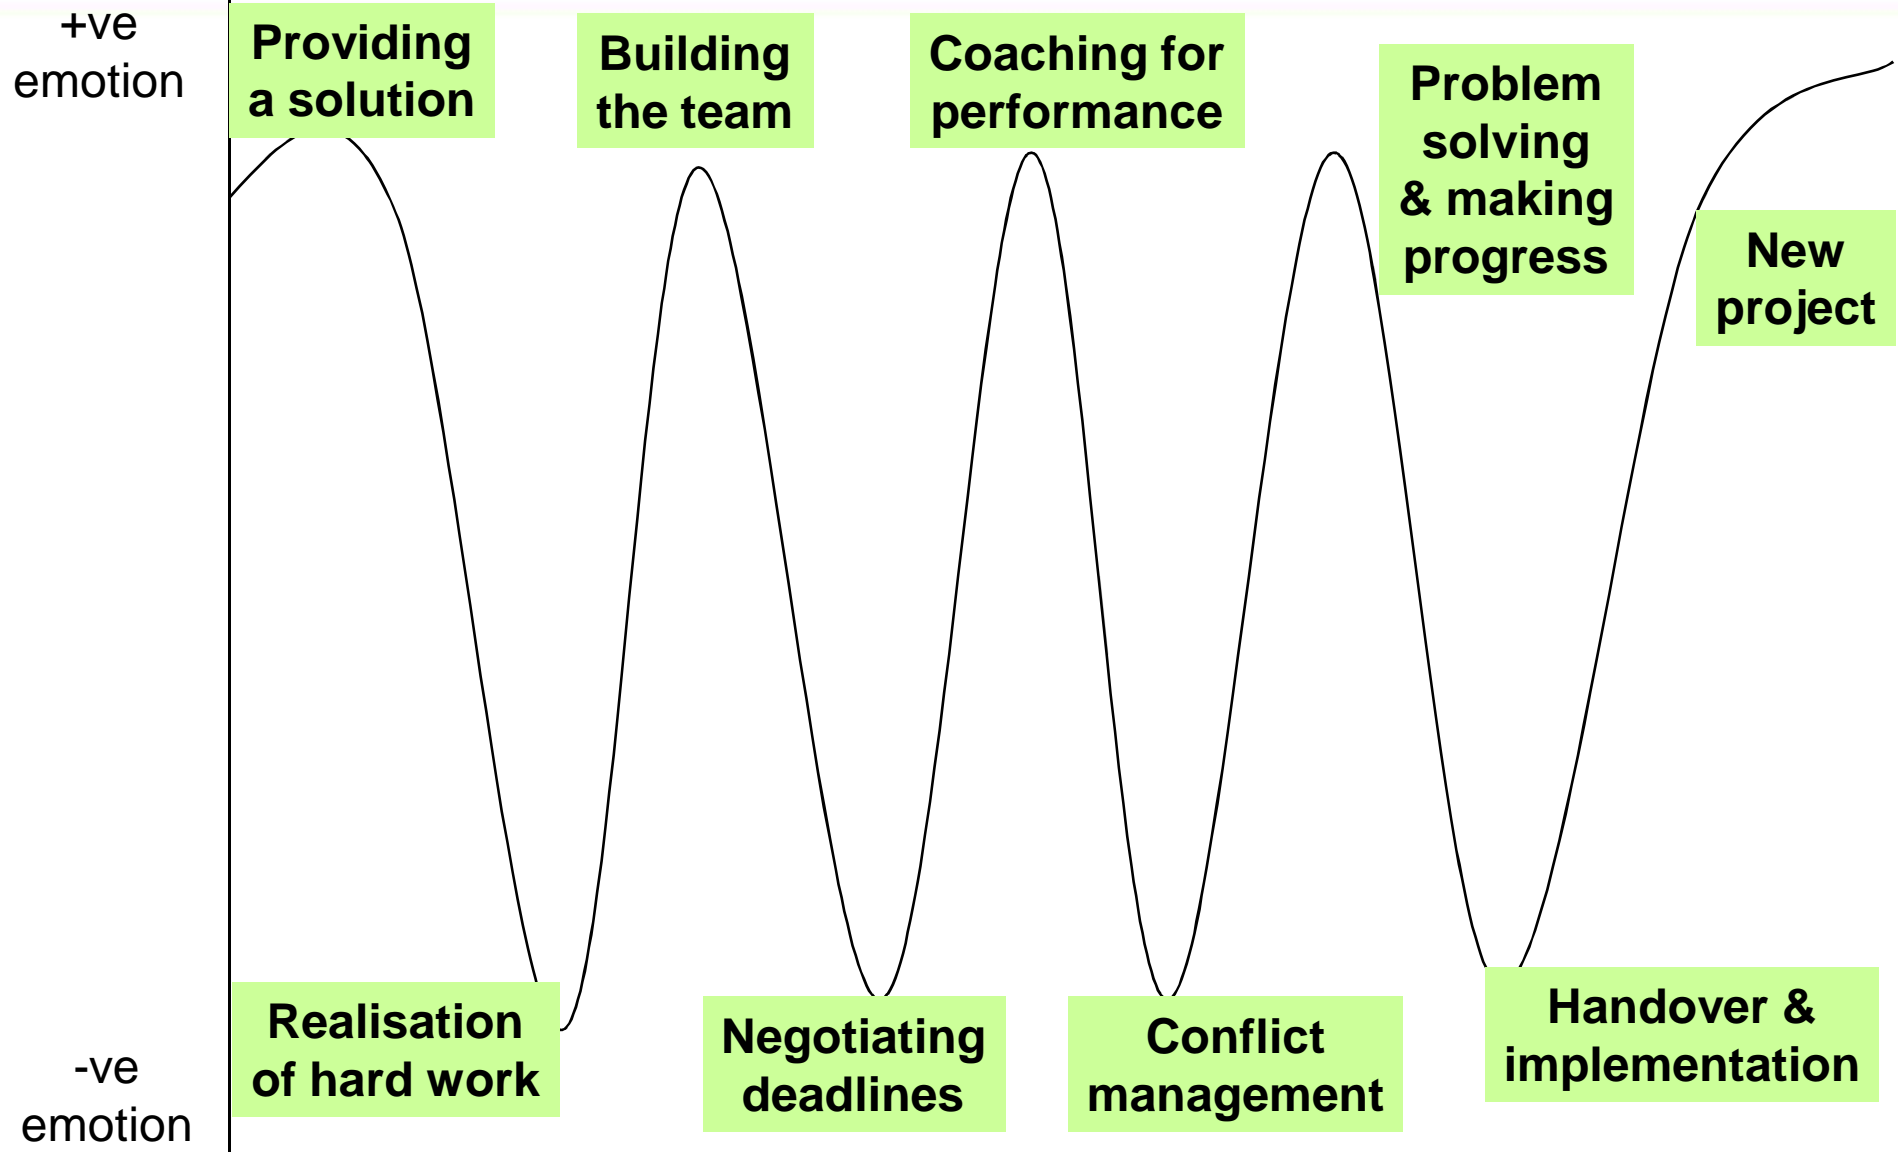 +ve
emotion
Providing
a solution
Building
the team
Coaching for
performance
Problem
solving
& making
progress
New
project
Realisation
of hard work
Negotiating
deadlines
Conflict
management
Handover &
implementation
-ve
emotion